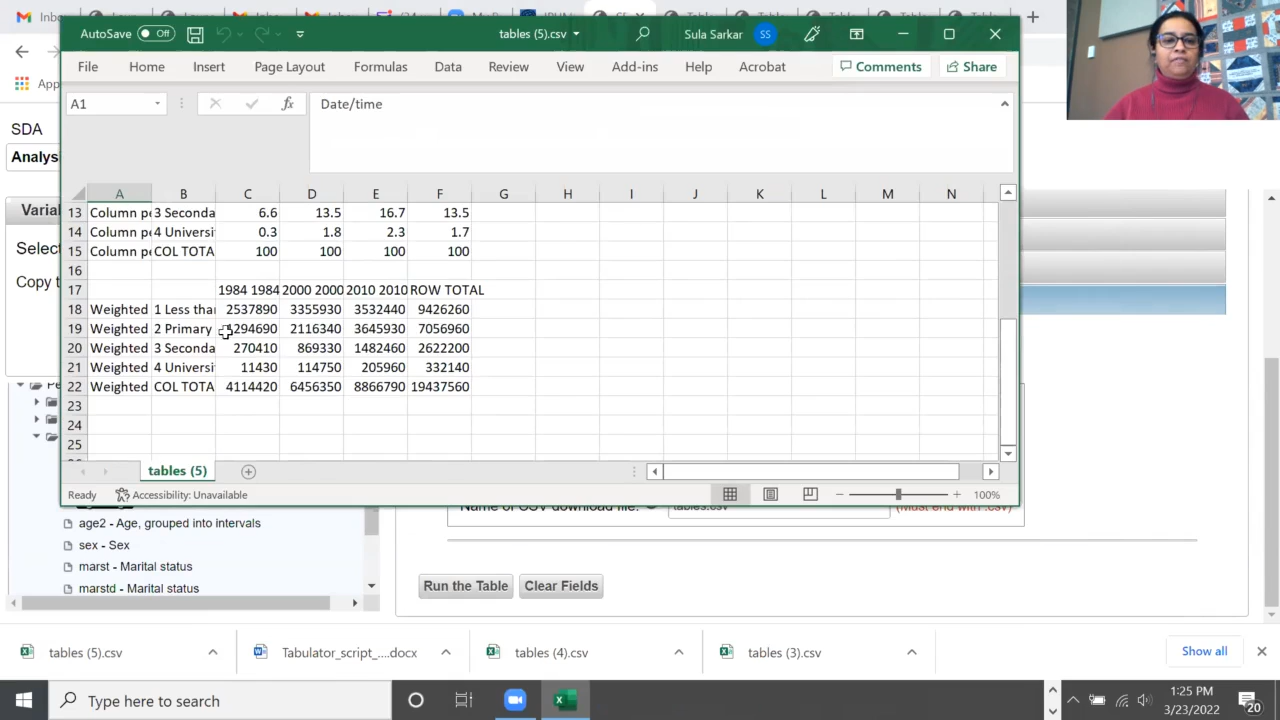 Inbo
AutoSave Off
tables (5).csv
Sula Sarkar SS
File Home Insert Page Layout Formulas Data Review View Add-ins Help Acrobat Comments Share
A1 fx Date/time
App
SDA
Analys
Varial
Select
Copy t
A B C D E F G H I J K L M N
13 Column pe 3 Seconda 6.6 13.5 16.7 13.5
14 Column pe 4 Universit 0.3 1.8 2.3 1.7
15 Column pe COL TOTA 100 100 100 100
16
17 1984 1984 2000 2000 2010 2010 ROW TOTAL
18 Weighted 1 Less than 2537890 3355930 3532440 9426260
19 Weighted 2 Primary 294690 2116340 3645930 7056960
20 Weighted 3 Seconda 270410 869330 1482460 2622200
21 Weighted 4 Universit 11430 114750 205960 332140
22 Weighted COL TOTA 4114420 6456350 8866790 19437560
23
24
25
tables (5)
Ready Accessibility: Unavailable 100%
Name of CSV download file: tables.csv (Must end with .csv)
age2 - Age, grouped into intervals
sex - Sex
marst - Marital status
marstd - Marital status
Run the Table Clear Fields
tables (5).csv Tabulator_script_....docx tables (4).csv tables (3).csv Show all
Type here to search
1:25 PM
3/23/2022
20